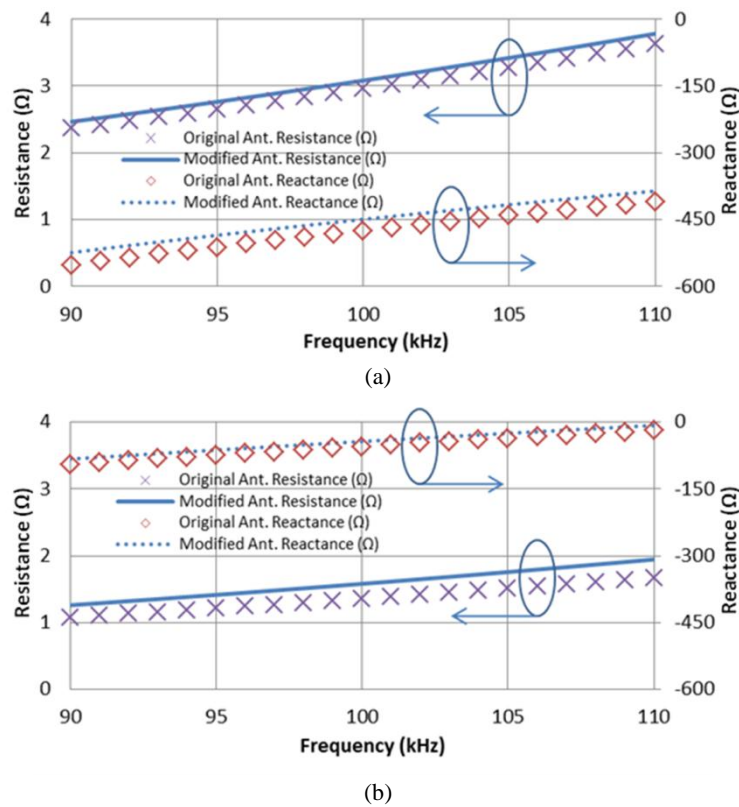 4
3
2
1
0
Resistance (Ω)
Original Ant. Resistance (Ω)
Modified Ant. Resistance (Ω)
Original Ant. Reactance (Ω)
Modified Ant. Reactance (Ω)
0
-150
-300
-450
-600
Reactance (Ω)
90 95 100 105 110
Frequency (kHz)
(a)
4
3
2
1
0
Resistance (Ω)
Original Ant. Resistance (Ω)
Modified Ant. Resistance (Ω)
Original Ant. Reactance (Ω)
Modified Ant. Reactance (Ω)
0
-150
-300
-450
-600
Reactance (Ω)
90 95 100 105 110
Frequency (kHz)
(b)